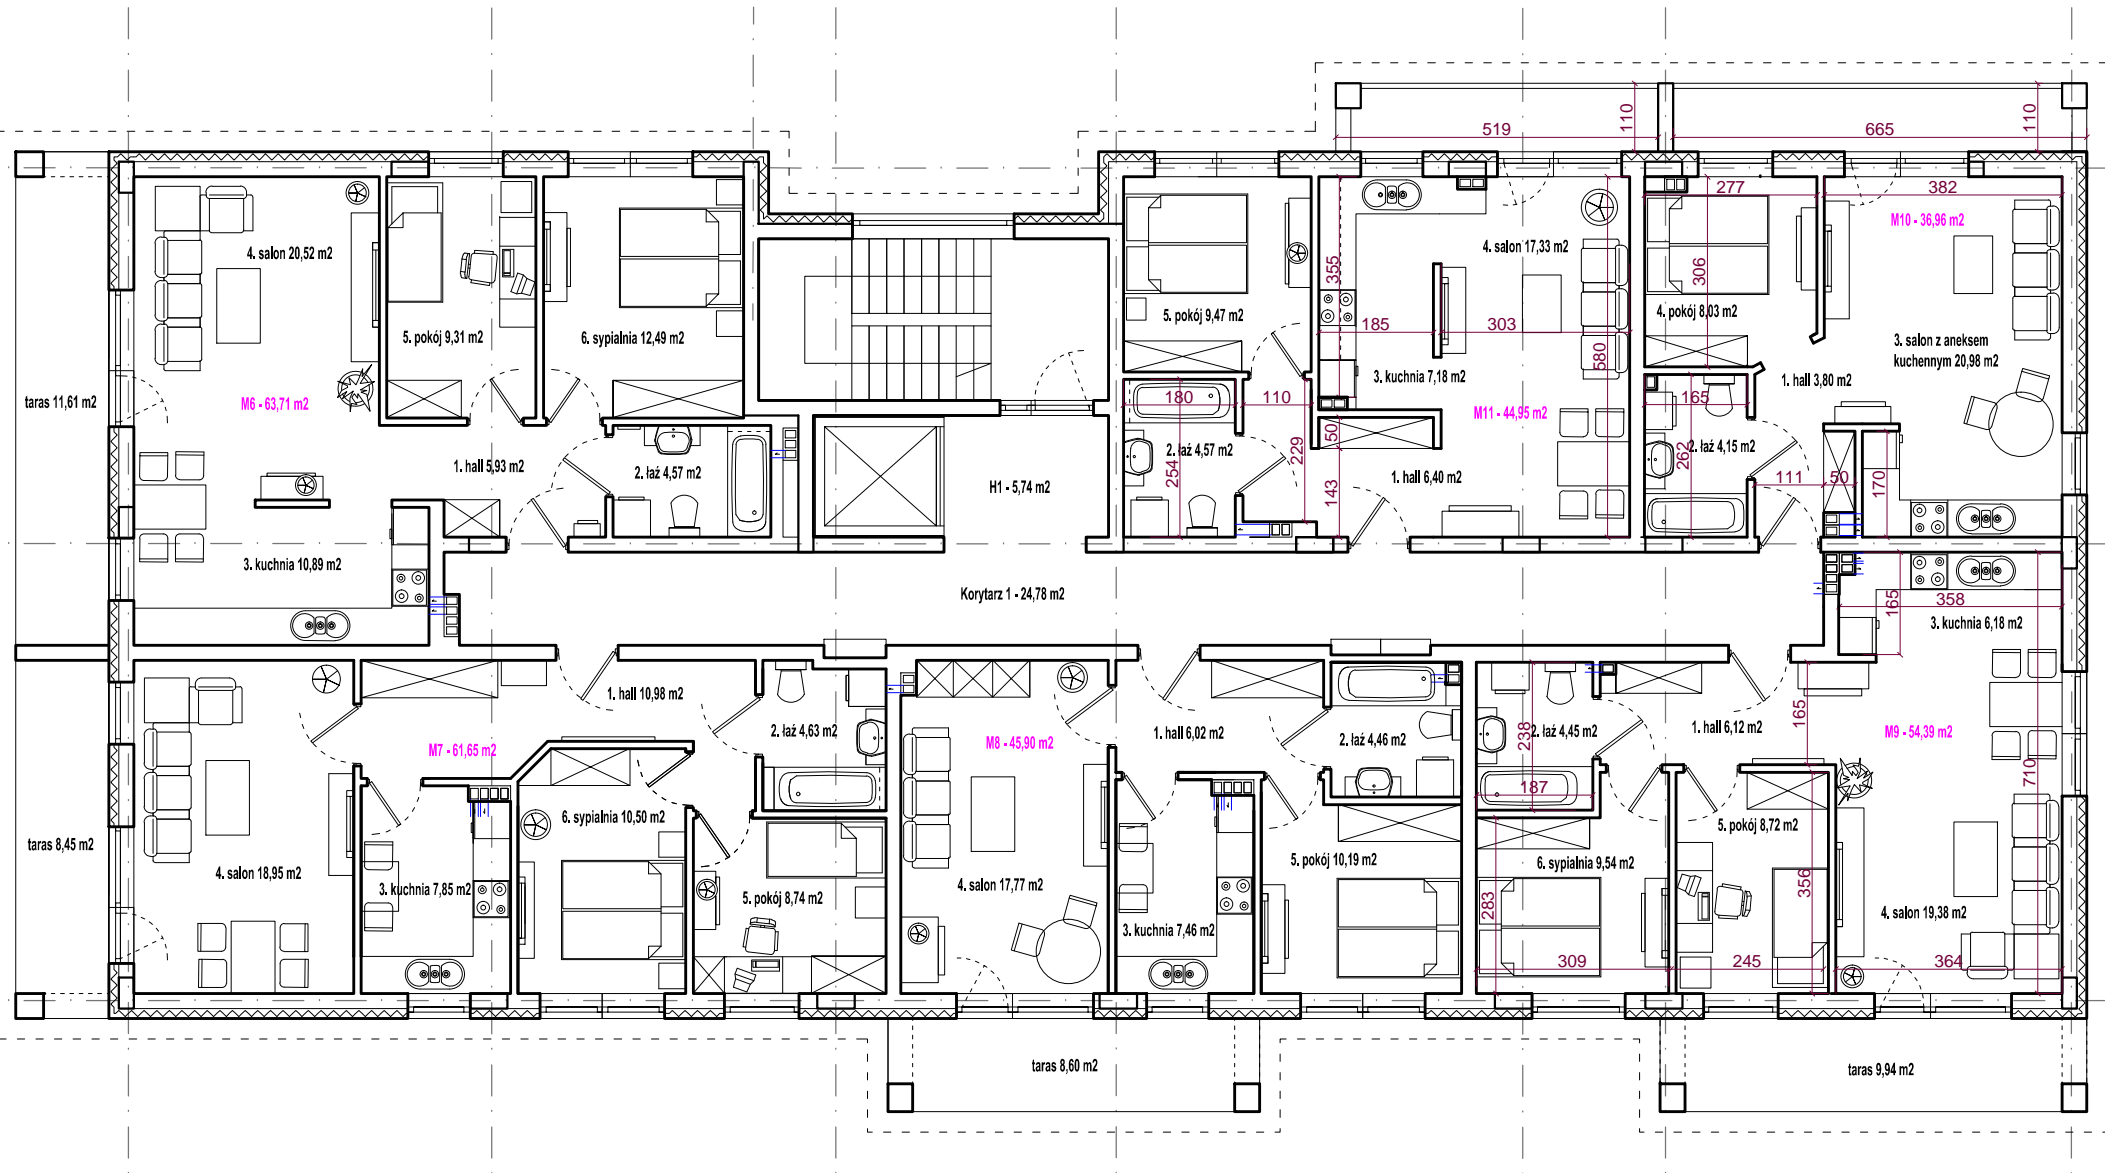 519
110
665
110
277
382
M10 - 36,96 m2
4. salon 20,52 m2
4. salon 17,33 m2
355
306
5. pokój 9,31 m2
6. sypialnia 12,49 m2
5. pokój 9,47 m2
185
303
4. pokój 8,03 m2
3. salon z aneksem
kuchennym 20,98 m2
580
3. kuchnia 7,18 m2
1. hall 3,80 m2
taras 11,61 m2
M6 - 63,71 m2
180
110
165
M11 - 44,95 m2
50
1. hall 5,93 m2
2. łaź 4,57 m2
2. łaź 4,57 m2
254
229
1. hall 6,40 m2
2. łaź 4,15 m2
262
111
50
170
H1 - 5,74 m2
143
3. kuchnia 10,89 m2
Korytarz 1 - 24,78 m2
165
358
3. kuchnia 6,18 m2
1. hall 10,98 m2
M7 - 61,65 m2
2. łaź 4,63 m2
M8 - 45,90 m2
1. hall 6,02 m2
2. łaź 4,46 m2
2. łaź 4,45 m2
238
187
1. hall 6,12 m2
165
M9 - 54,39 m2
710
6. sypialnia 10,50 m2
5. pokój 8,72 m2
taras 8,45 m2
4. salon 18,95 m2
3. kuchnia 7,85 m2
5. pokój 8,74 m2
4. salon 17,77 m2
5. pokój 10,19 m2
6. sypialnia 9,54 m2
356
283
3. kuchnia 7,46 m2
4. salon 19,38 m2
309
245
364
taras 8,60 m2
taras 9,94 m2